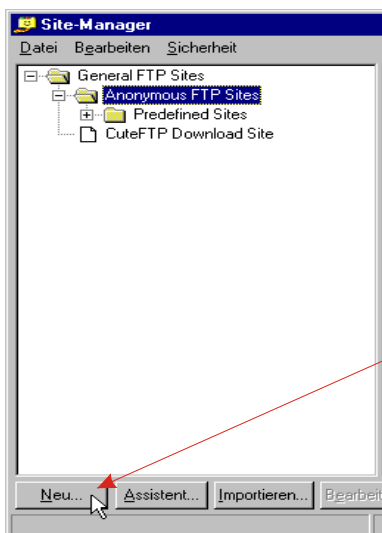 Site-Manager
Datei Bearbeiten Sicherheit
General FTP Sites
Anonymous FTP Sites
Predefined Sites
CuteFTP Download Site
Neu... Assistent... Importieren... Bearbeit